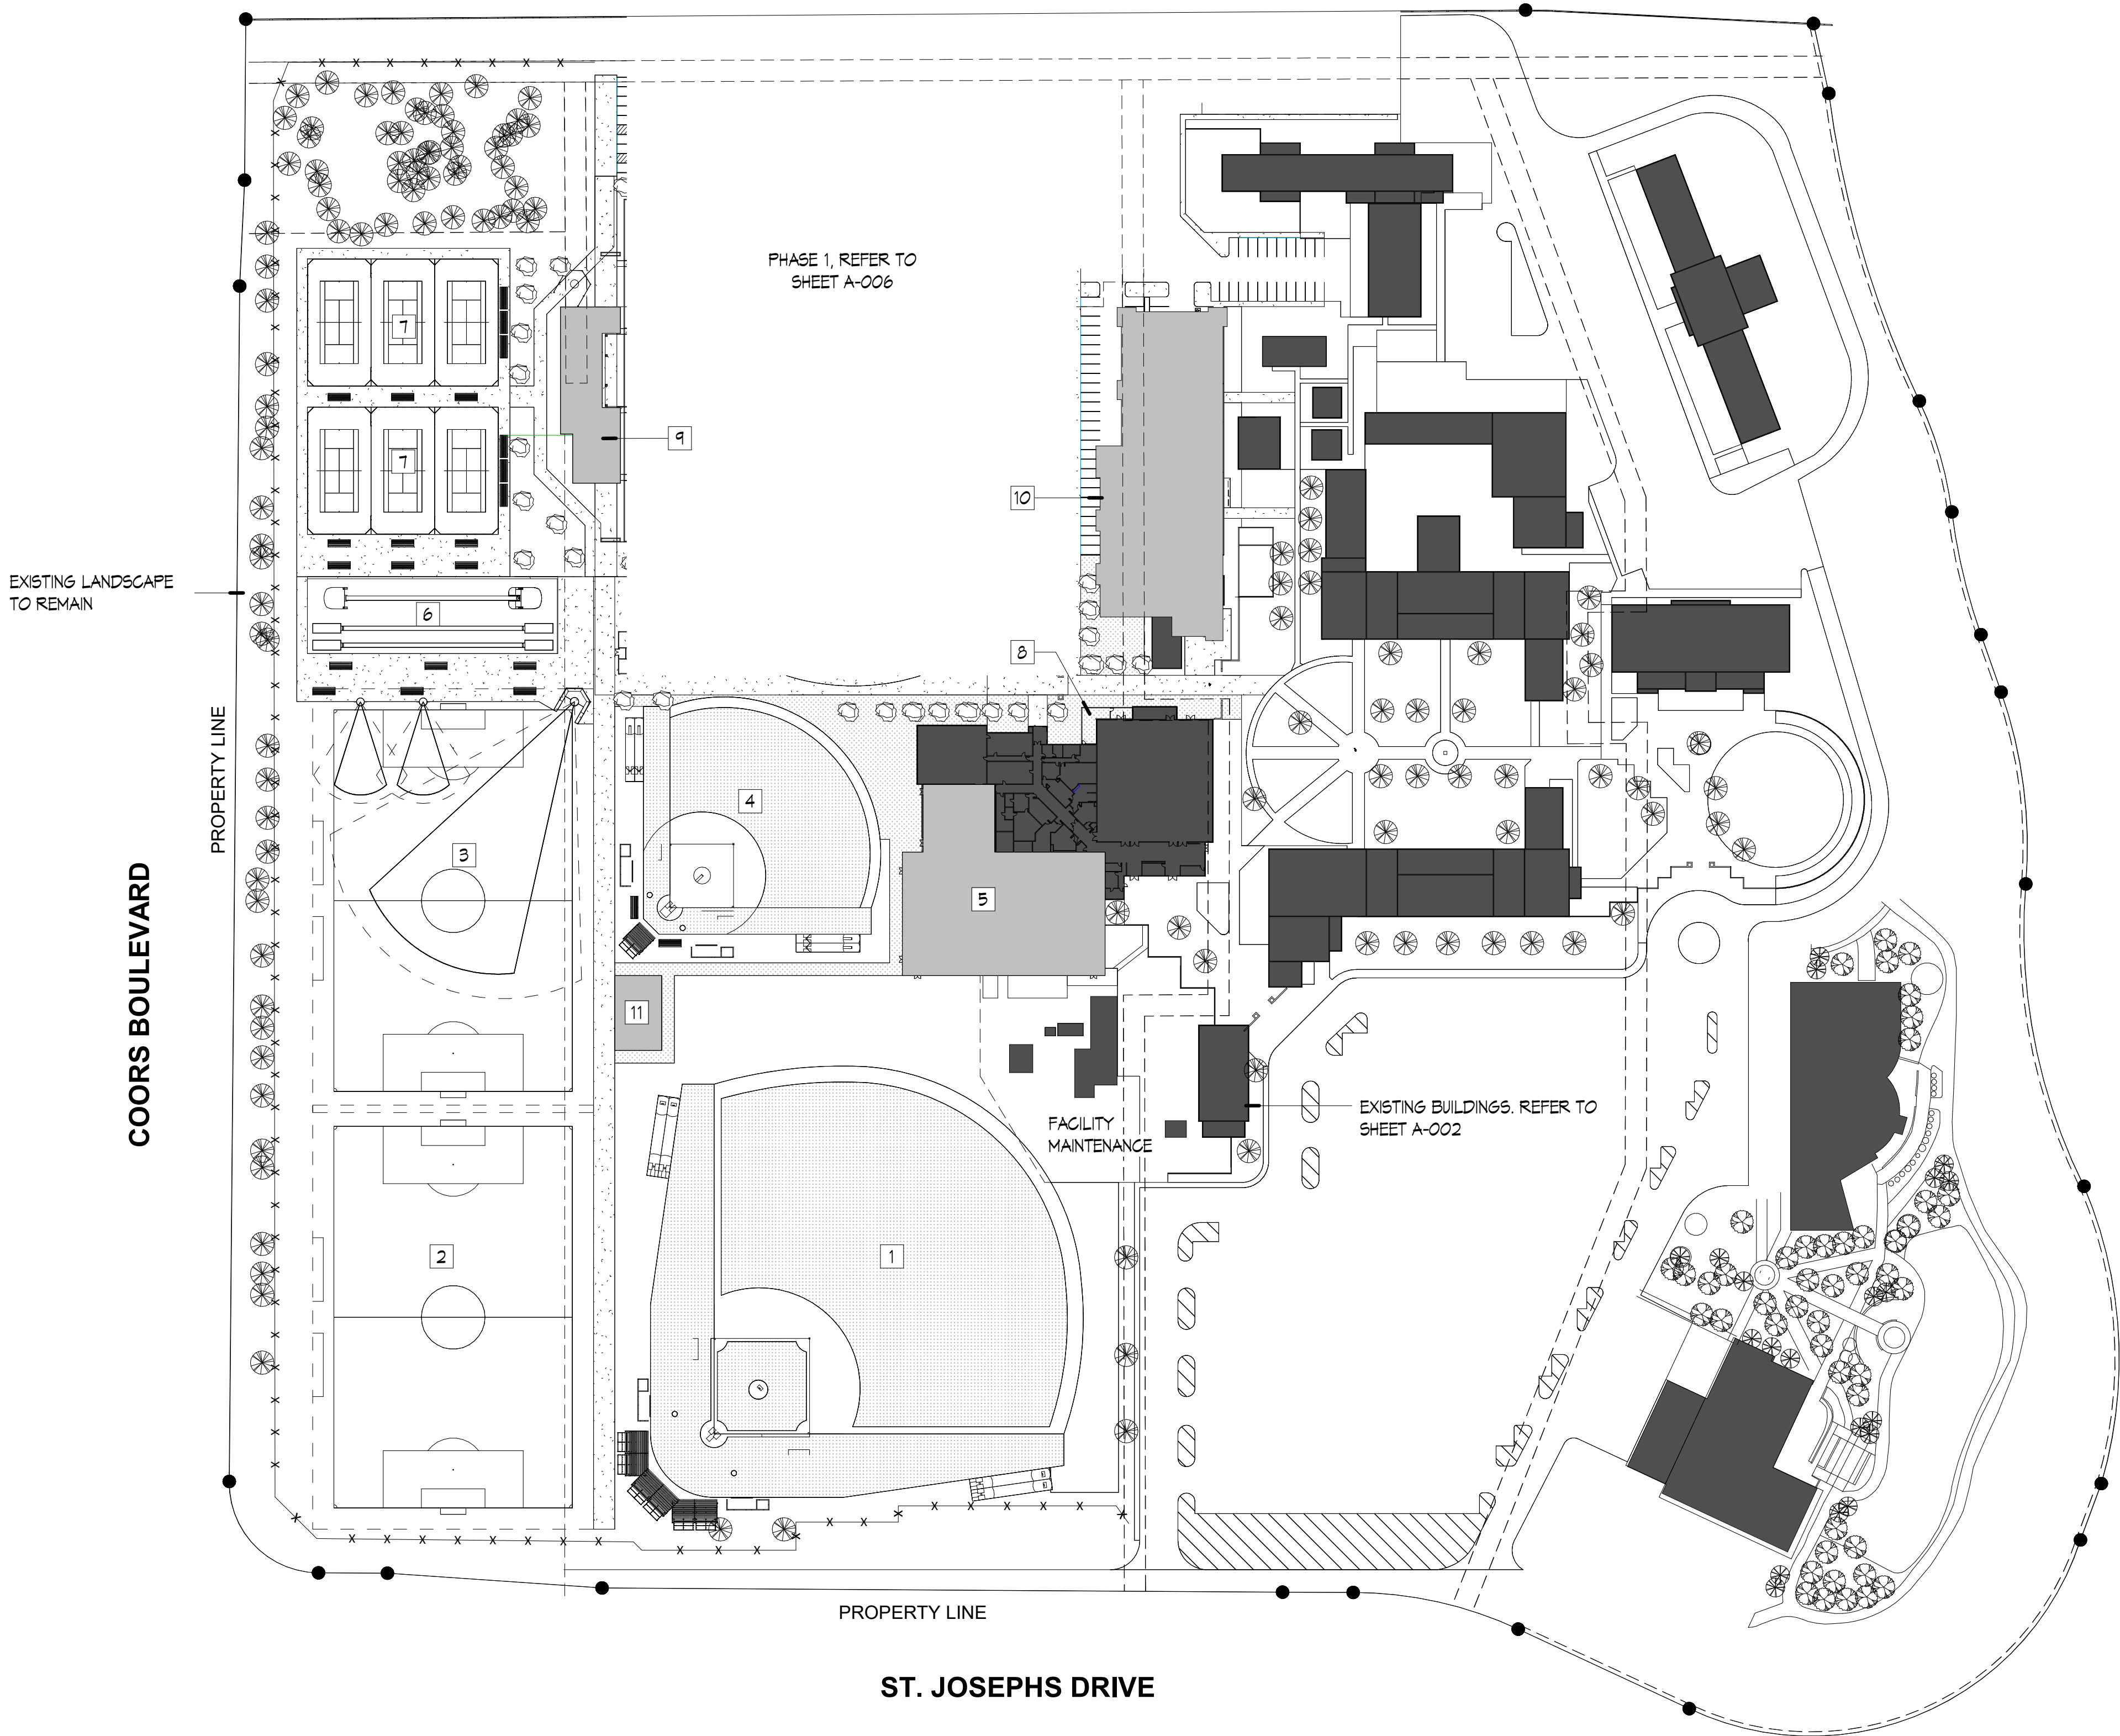 PHASE 1, REFER TO
SHEET A-006
7
9
7
10
EXISTING LANDSCAPE
TO REMAIN
6
8
PROPERTY LINE
4
3
COORS BOULEVARD
5
11
EXISTING BUILDINGS. REFER TO
SHEET A-002
FACILITY
MAINTENANCE
2
1
PROPERTY LINE
ST. JOSEPHS DRIVE